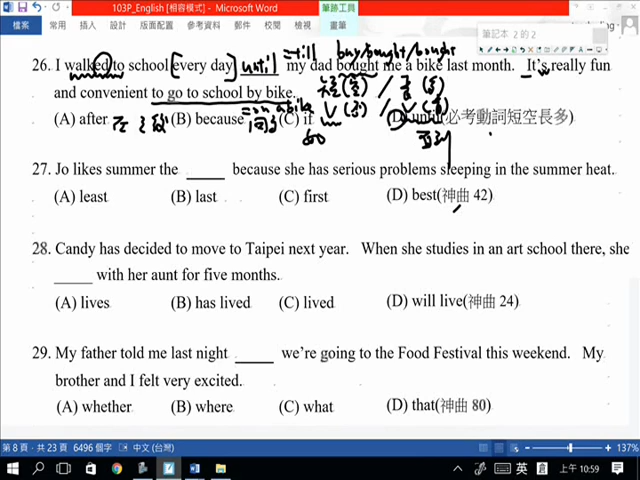 103P_English [相容模式] - Microsoft Word
筆跡工具
檔案 常用 插入 設計 版面配置 參考資料 郵件 校閱 檢視 畫筆
筆記本 2 的 2
still buy/bought/bought
26. I walked to school [every day] until my dad bought me a bike last month. It's really fun
and convenient to go to school by bike.
(A) after (B) because (C) if (D) until(必考動詞短空長多)
27. Jo likes summer the _____ because she has serious problems sleeping in the summer heat.
(A) least (B) last (C) first (D) best(神曲 42)
28. Candy has decided to move to Taipei next year. When she studies in an art school there, she
_____ with her aunt for five months.
(A) lives (B) has lived (C) lived (D) will live(神曲 24)
29. My father told me last night _____ we're going to the Food Festival this weekend. My
brother and I felt very excited.
(A) whether (B) where (C) what (D) that(神曲 80)
第 8 頁，共 23 頁 6496 個字 中文 (台灣) 137%
英 上午 10:59